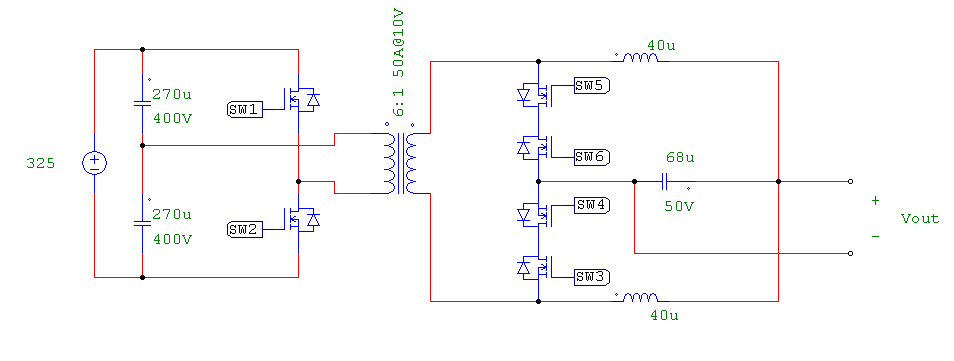 6:1 50A@10V
40u
270u
400V
SW1
SW5
325
SW6
68u
50V
SW4
270u
400V
SW2
+
Vout
-
SW3
40u